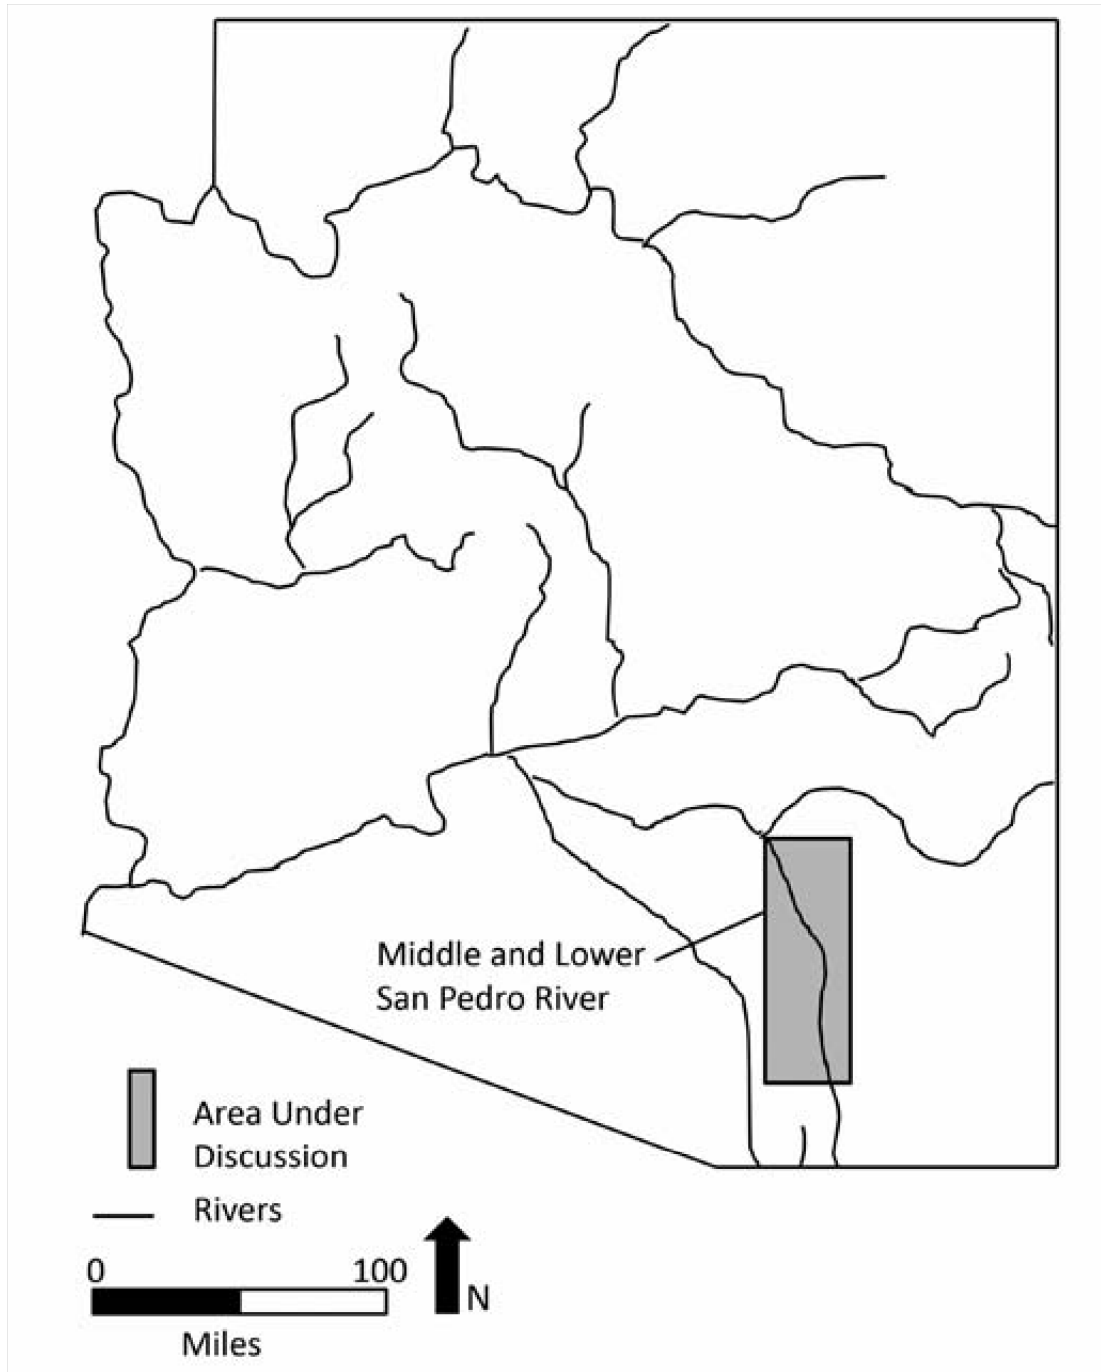 Middle and Lower
San Pedro River
Area Under
Discussion
Rivers
0 100
N
Miles